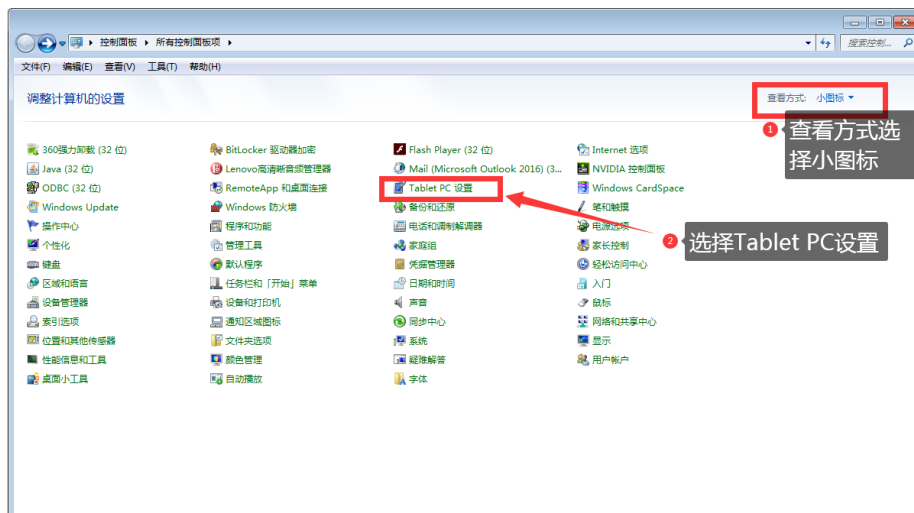 控制面板 ▸ 所有控制面板项 ▸
搜索控制...
文件(F) 编辑(E) 查看(V) 工具(T) 帮助(H)
调整计算机的设置
查看方式: 小图标
1 查看方式选
择小图标
360强力卸载 (32 位)
BitLocker 驱动器加密
Flash Player (32 位)
Internet 选项
Java (32 位)
Lenovo高清晰音频管理器
Mail (Microsoft Outlook 2016) (3...
NVIDIA 控制面板
ODBC (32 位)
RemoteApp 和桌面连接
Tablet PC 设置
Windows CardSpace
Windows Update
Windows 防火墙
备份和还原
笔和触摸
操作中心
程序和功能
电话和调制解调器
电源选项
2 选择Tablet PC设置
个性化
管理工具
家庭组
家长控制
键盘
默认程序
凭据管理器
轻松访问中心
区域和语言
任务栏和「开始」菜单
日期和时间
入门
设备管理器
设备和打印机
声音
鼠标
索引选项
通知区域图标
同步中心
网络和共享中心
位置和其他传感器
文件夹选项
系统
显示
性能信息和工具
颜色管理
疑难解答
用户帐户
桌面小工具
自动播放
字体